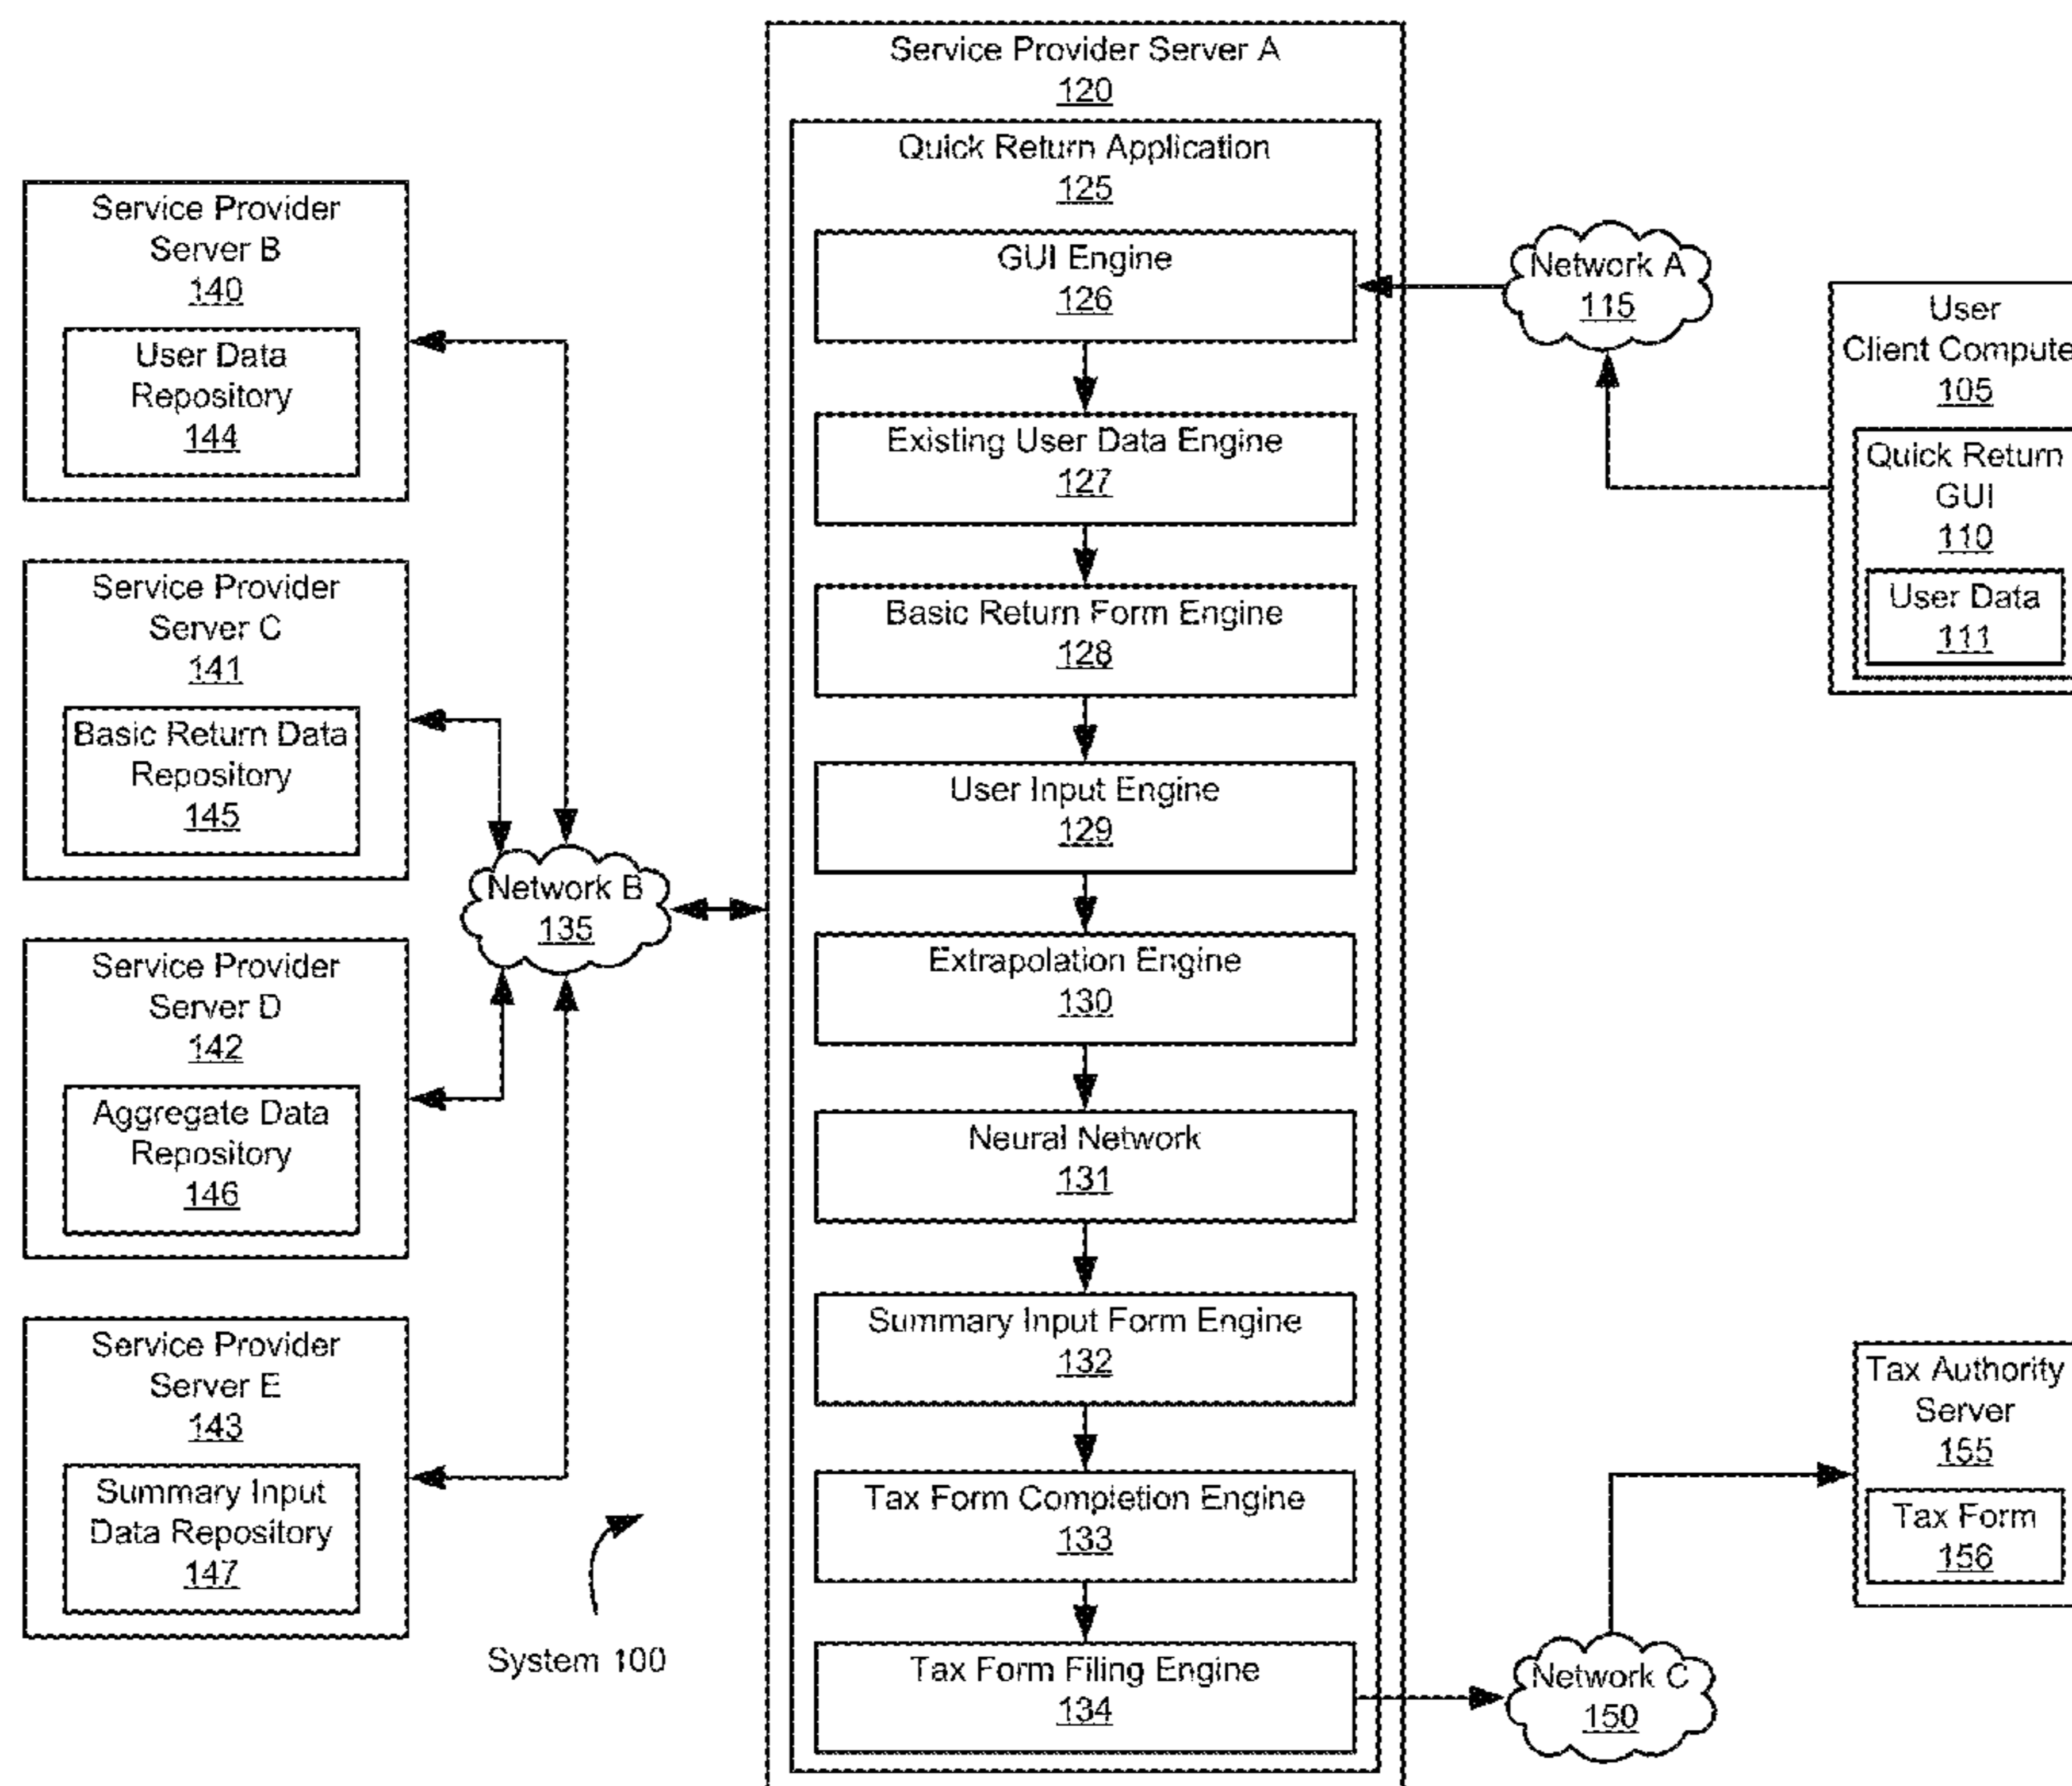 Service Provider Server A
120
Quick Return Application
125
GUI Engine
126
Existing User Data Engine
127
Basic Return Form Engine
128
User Input Engine
129
Extrapolation Engine
130
Neural Network
131
Summary Input Form Engine
132
Tax Form Completion Engine
133
Tax Form Filing Engine
134
Service Provider
Server B
140
User Data
Repository
144
Service Provider
Server C
141
Basic Return Data
Repository
145
Service Provider
Server D
142
Aggregate Data
Repository
146
Service Provider
Server E
143
Summary Input
Data Repository
147
Network B
135
System 100
Network A
115
User
Client Compute
105
Quick Return
GUI
110
User Data
111
Tax Authority
Server
155
Tax Form
156
Network C
150